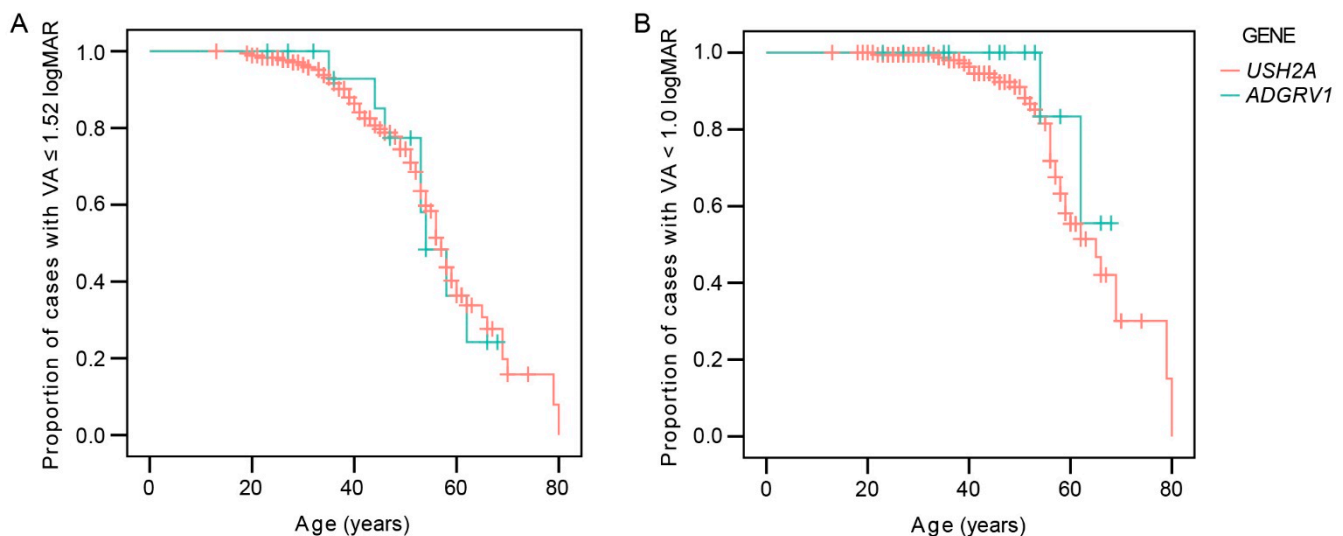 A
Proportion of cases with VA ≤ 1.52 logMAR
1.0
0.8
0.6
0.4
0.2
0.0
0 20 40 60 80
Age (years)
B
Proportion of cases with VA < 1.0 logMAR
1.0
0.8
0.6
0.4
0.2
0.0
0 20 40 60 80
Age (years)
GENE
USH2A
ADGRV1